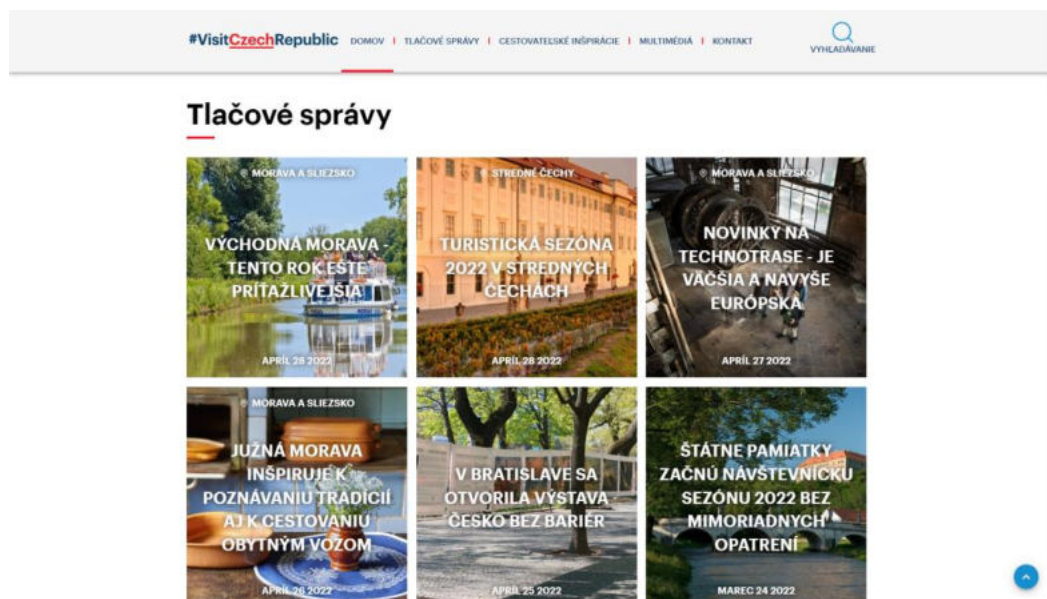 #VisitCzechRepublic
DOMOV | TLAČOVÉ SPRÁVY | CESTOVATEĽSKÉ INŠPIRÁCIE | MULTIMÉDIÁ | KONTAKT
VYHĽADÁVANIE
Tlačové správy
MORAVA A SLIEZSKO
VÝCHODNÁ MORAVA -
TENTO ROK EŠTE
PRÍŤAŽLIVEJŠIA
APRÍL 28 2022
STREDNÉ ČECHY
TURISTICKÁ SEZÓNA
2022 V STREDNÝCH
ČECHÁCH
APRÍL 28 2022
MORAVA A SLIEZSKO
NOVINKY NA
TECHNOTRASE - JE
VÄČŠIA A NAVYŠE
EURÓPSKA
APRÍL 27 2022
MORAVA A SLIEZSKO
JUŽNÁ MORAVA
INŠPIRUJE K
POZNÁVANIU TRADÍCIÍ
AJ K CESTOVANIU
OBYTNÝM VOZOM
APRÍL 26 2022
V BRATISLAVE SA
OTVORILA VÝSTAVA
ČESKO BEZ BARIÉR
APRÍL 25 2022
ŠTÁTNE PAMIATKY
ZAČNÚ NÁVŠTEVNÍCKU
SEZÓNU 2022 BEZ
MIMORIADNYCH
OPATRENÍ
MAREC 24 2022